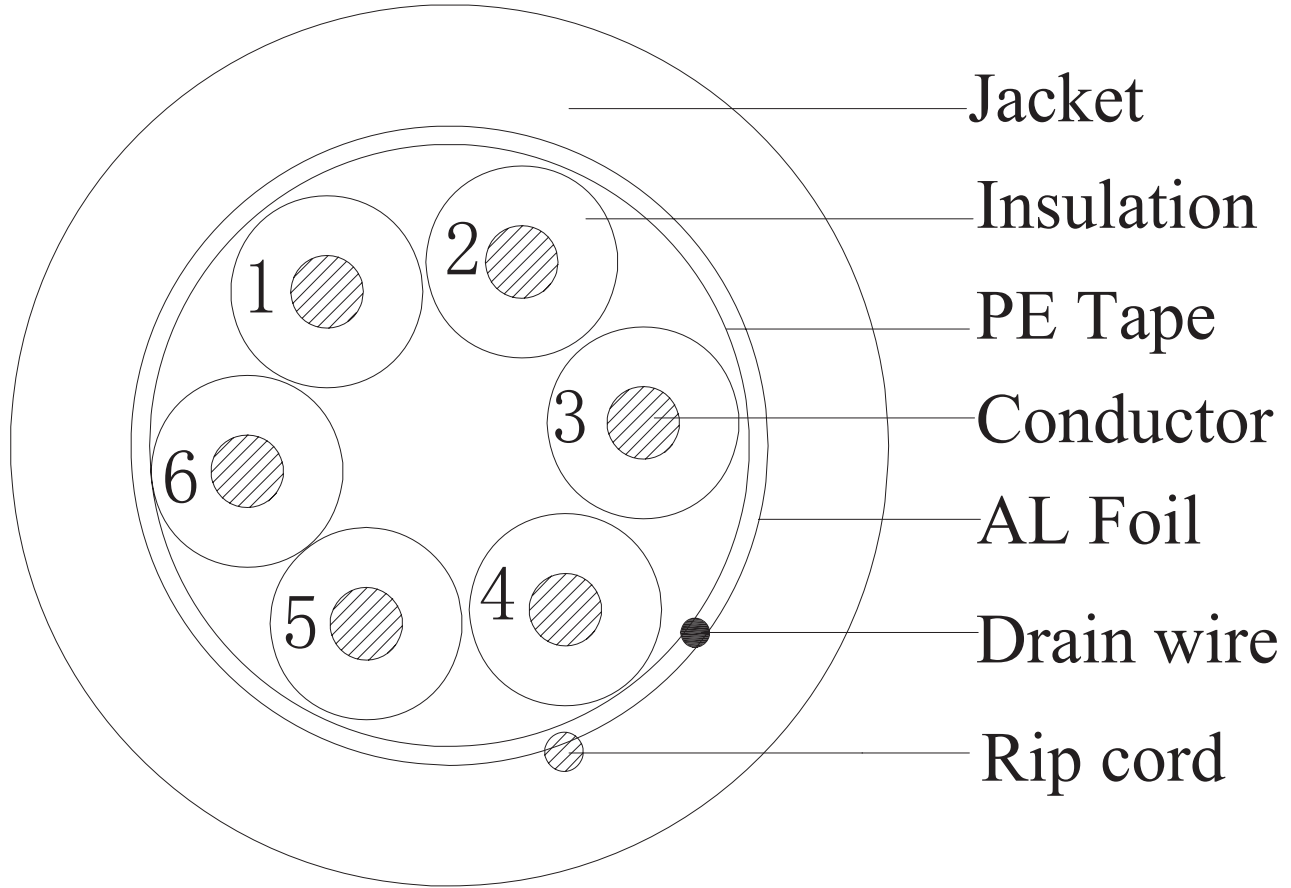 Jacket
Insulation
2
1
PE Tape
3
Conductor
6
AL Foil
4
5
Drain wire
Rip cord